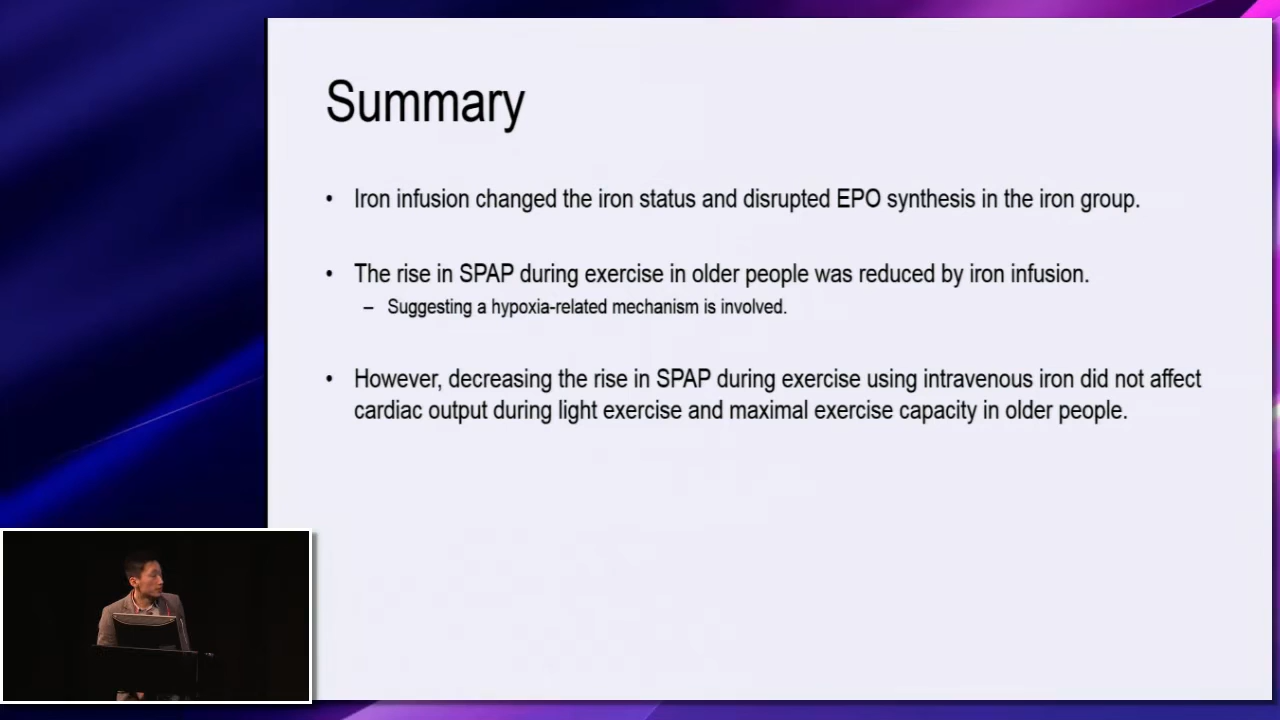 Summary
• Iron infusion changed the iron status and disrupted EPO synthesis in the iron group.
• The rise in SPAP during exercise in older people was reduced by iron infusion.
– Suggesting a hypoxia-related mechanism is involved.
• However, decreasing the rise in SPAP during exercise using intravenous iron did not affect
cardiac output during light exercise and maximal exercise capacity in older people.